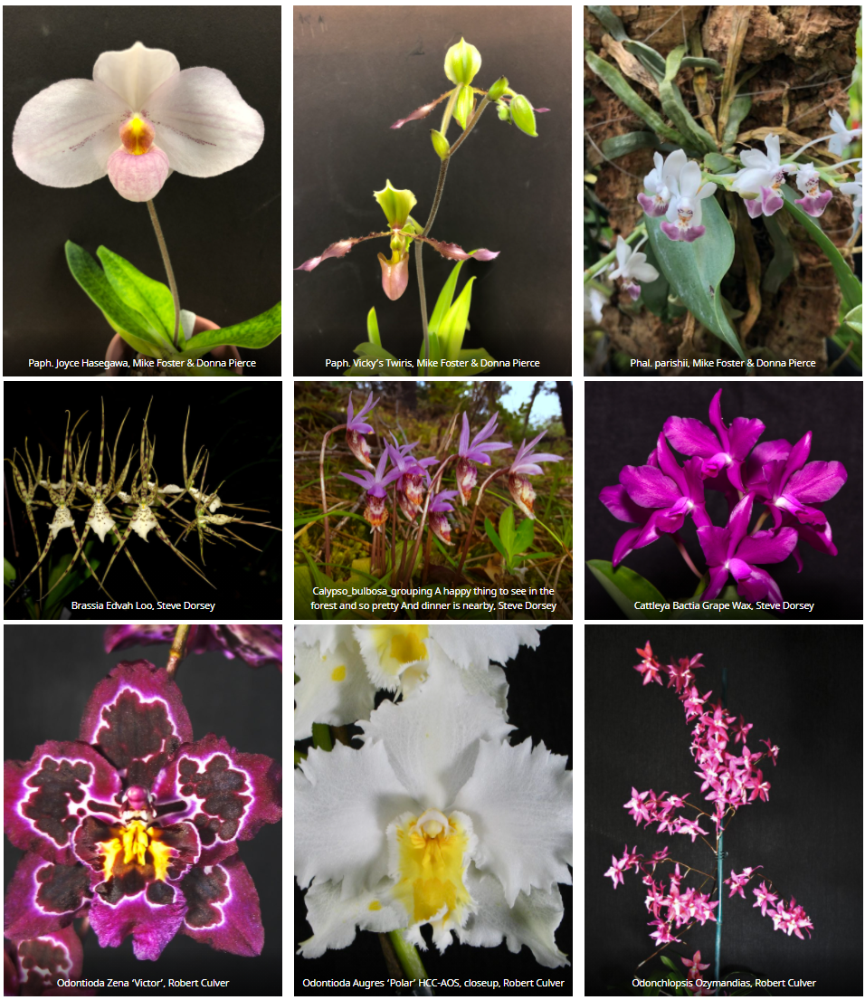 Paph. Joyce Hasegawa, Mike Foster & Donna Pierce
Paph. Vicky’s Twiris, Mike Foster & Donna Pierce
Phal. parishii, Mike Foster & Donna Pierce
Brassia Edvah Loo, Steve Dorsey
Calypso_bulbosa_grouping A happy thing to see in the
forest and so pretty And dinner is nearby, Steve Dorsey
Cattleya Bactia Grape Wax, Steve Dorsey
Odontioda Zena ‘Victor’, Robert Culver
Odontioda Augres ‘Polar’ HCC-AOS, closeup, Robert Culver
Odonchlopsis Ozymandias, Robert Culver